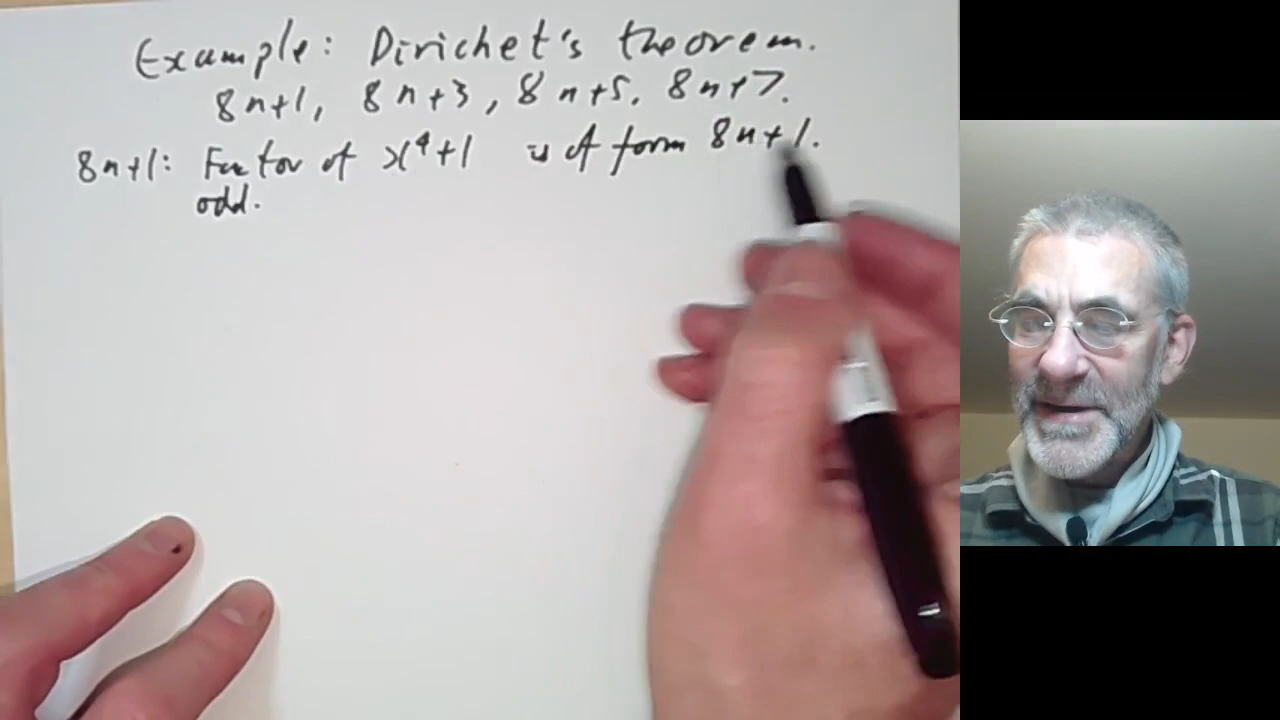 Example: Dirichet's theorem.
8n+1, 8n+3, 8n+5, 8n+7.
8n+1: Factor of x⁴+1 is of form 8n+1.
odd.